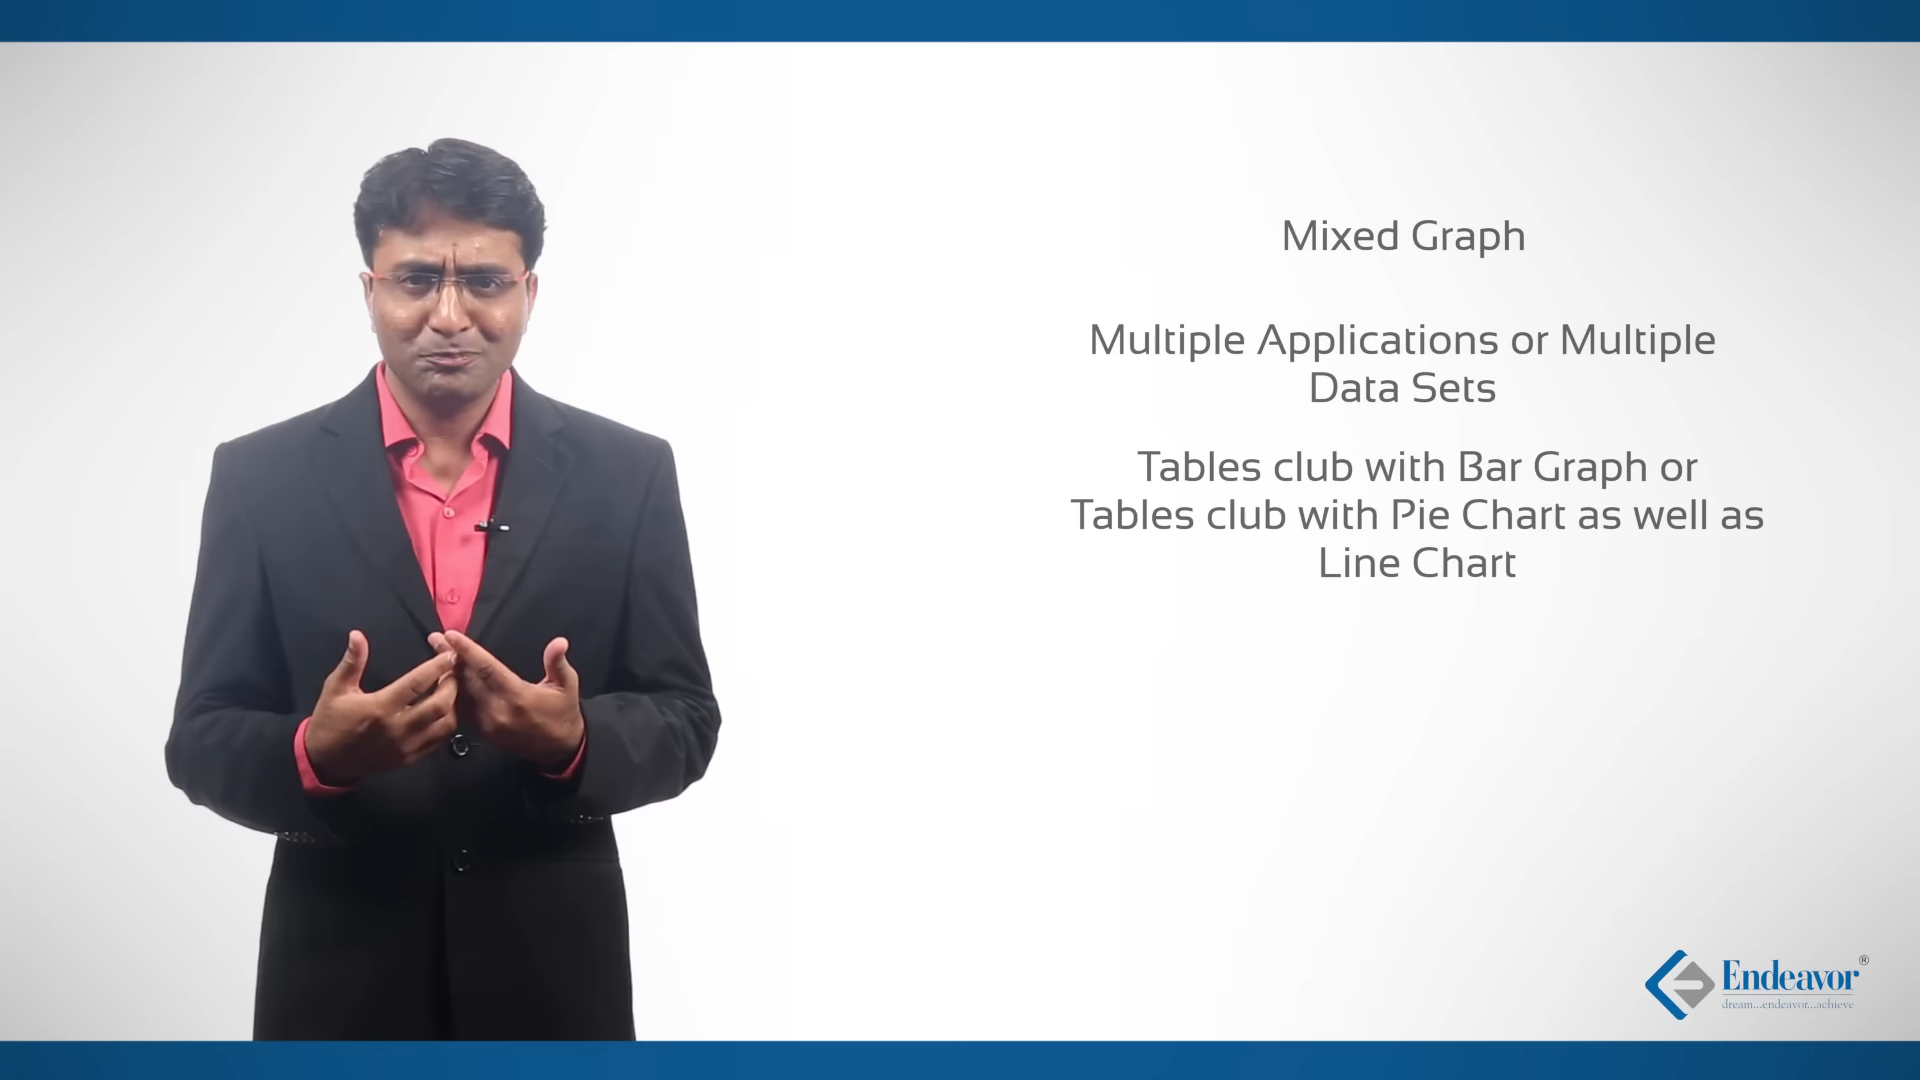 Mixed Graph
Multiple Applications or Multiple
Data Sets
Tables club with Bar Graph or
Tables club with Pie Chart as well as
Line Chart
Endeavor®
dream...endeavor...achieve